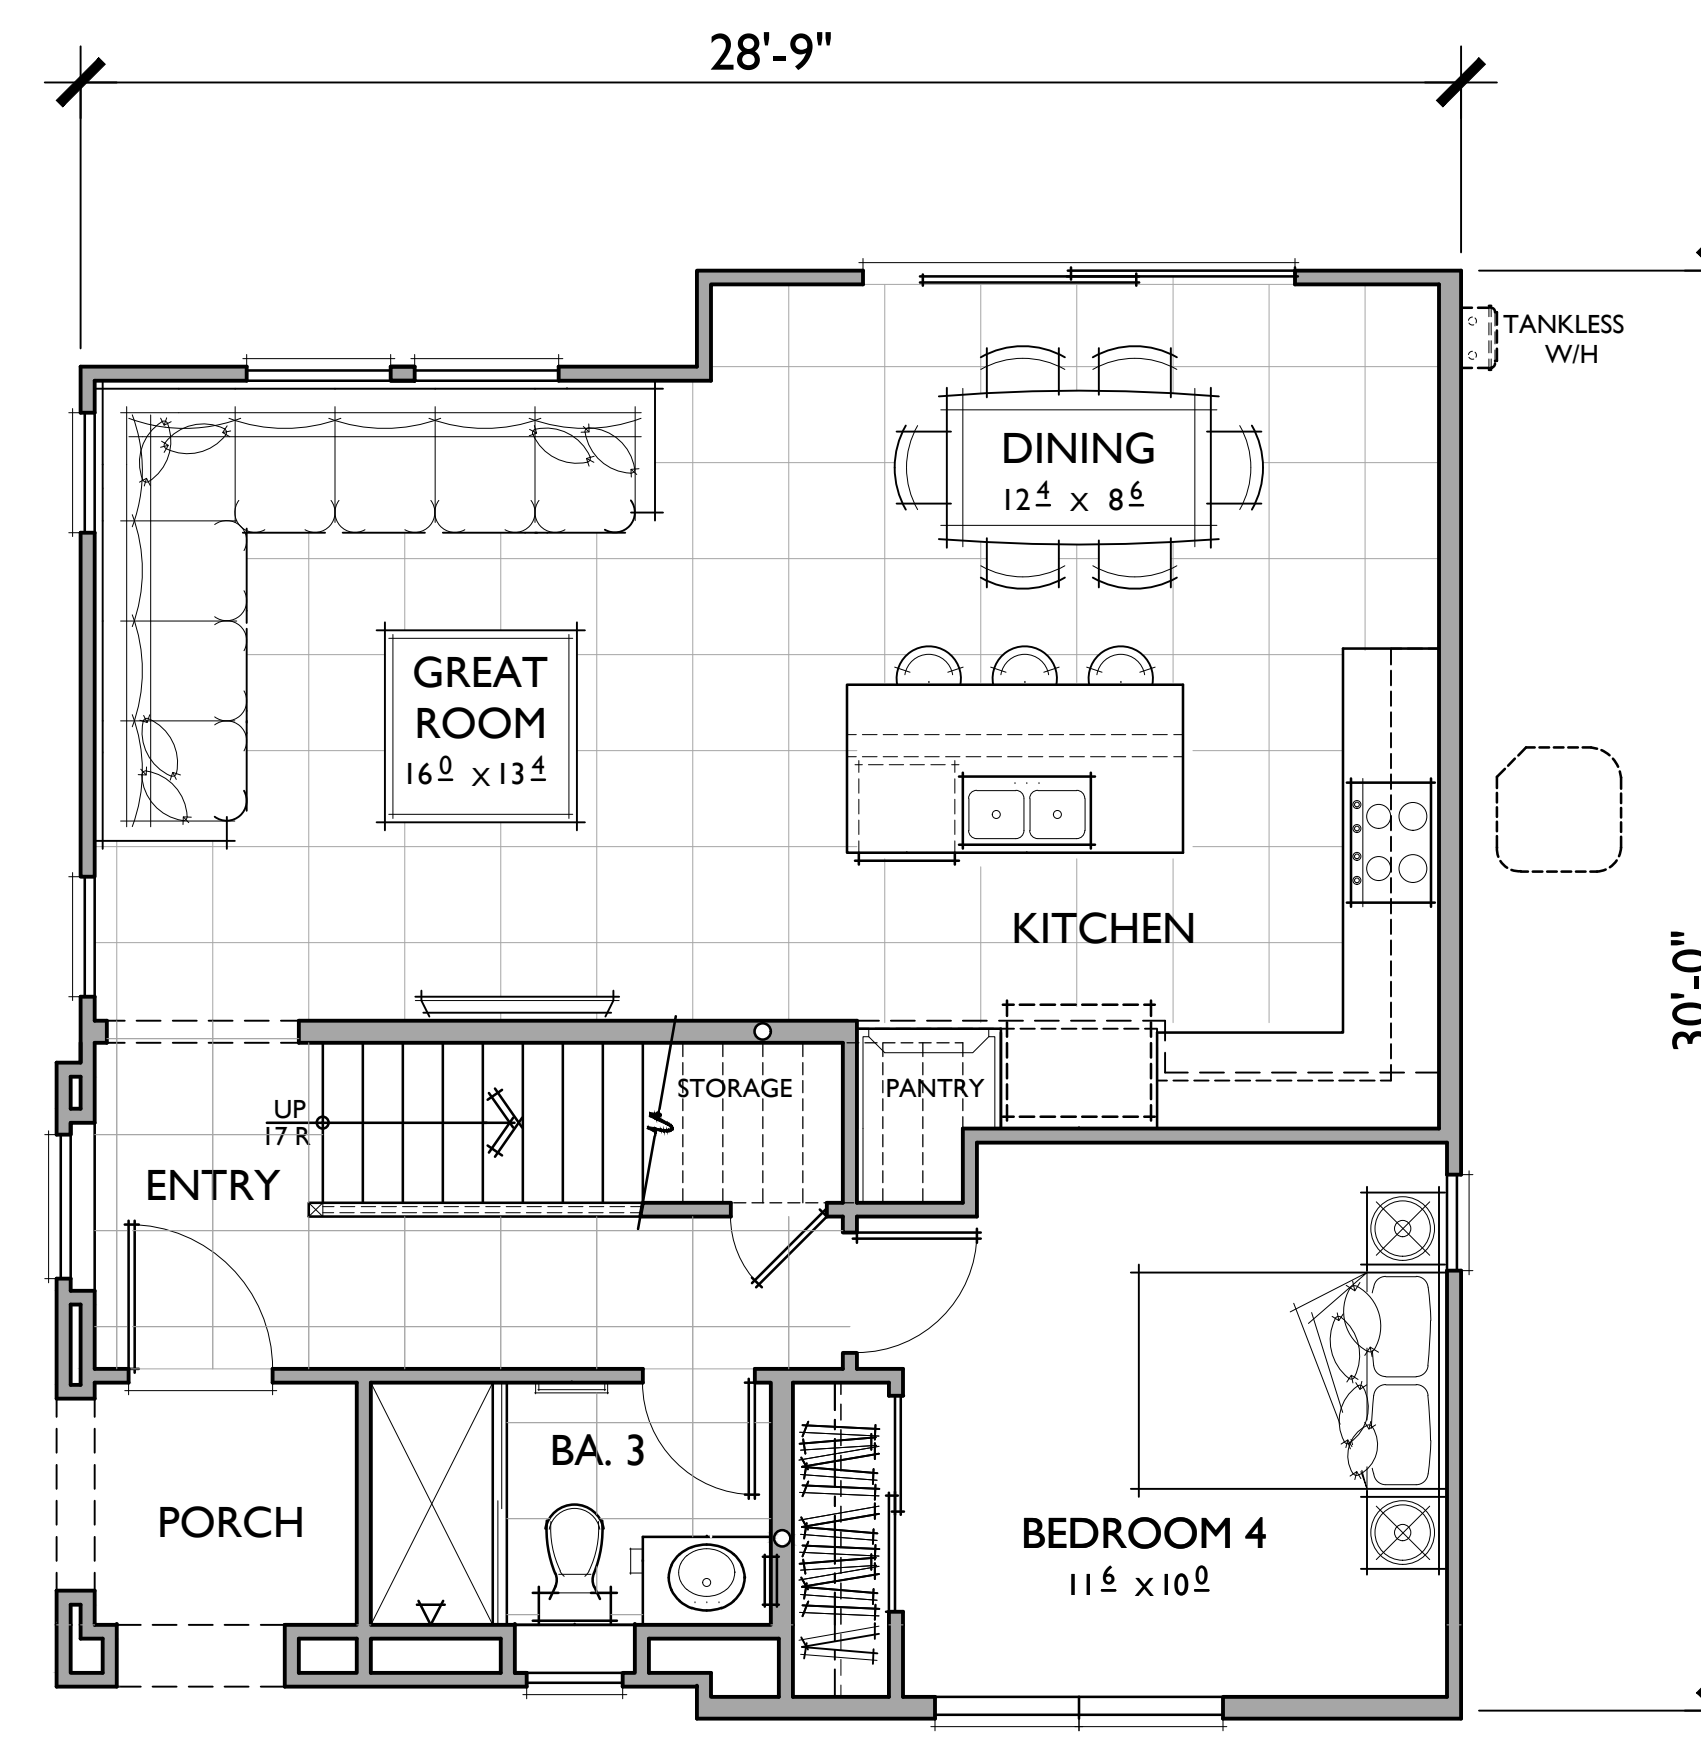 28'-9"
TANKLESS
W/H
DINING
12 4 X 8 6
GREAT
ROOM
16 0 X 13 4
KITCHEN
30'-0"
STORAGE
PANTRY
UP
17 R
ENTRY
BA. 3
PORCH
BEDROOM 4
11 6 X 10 0